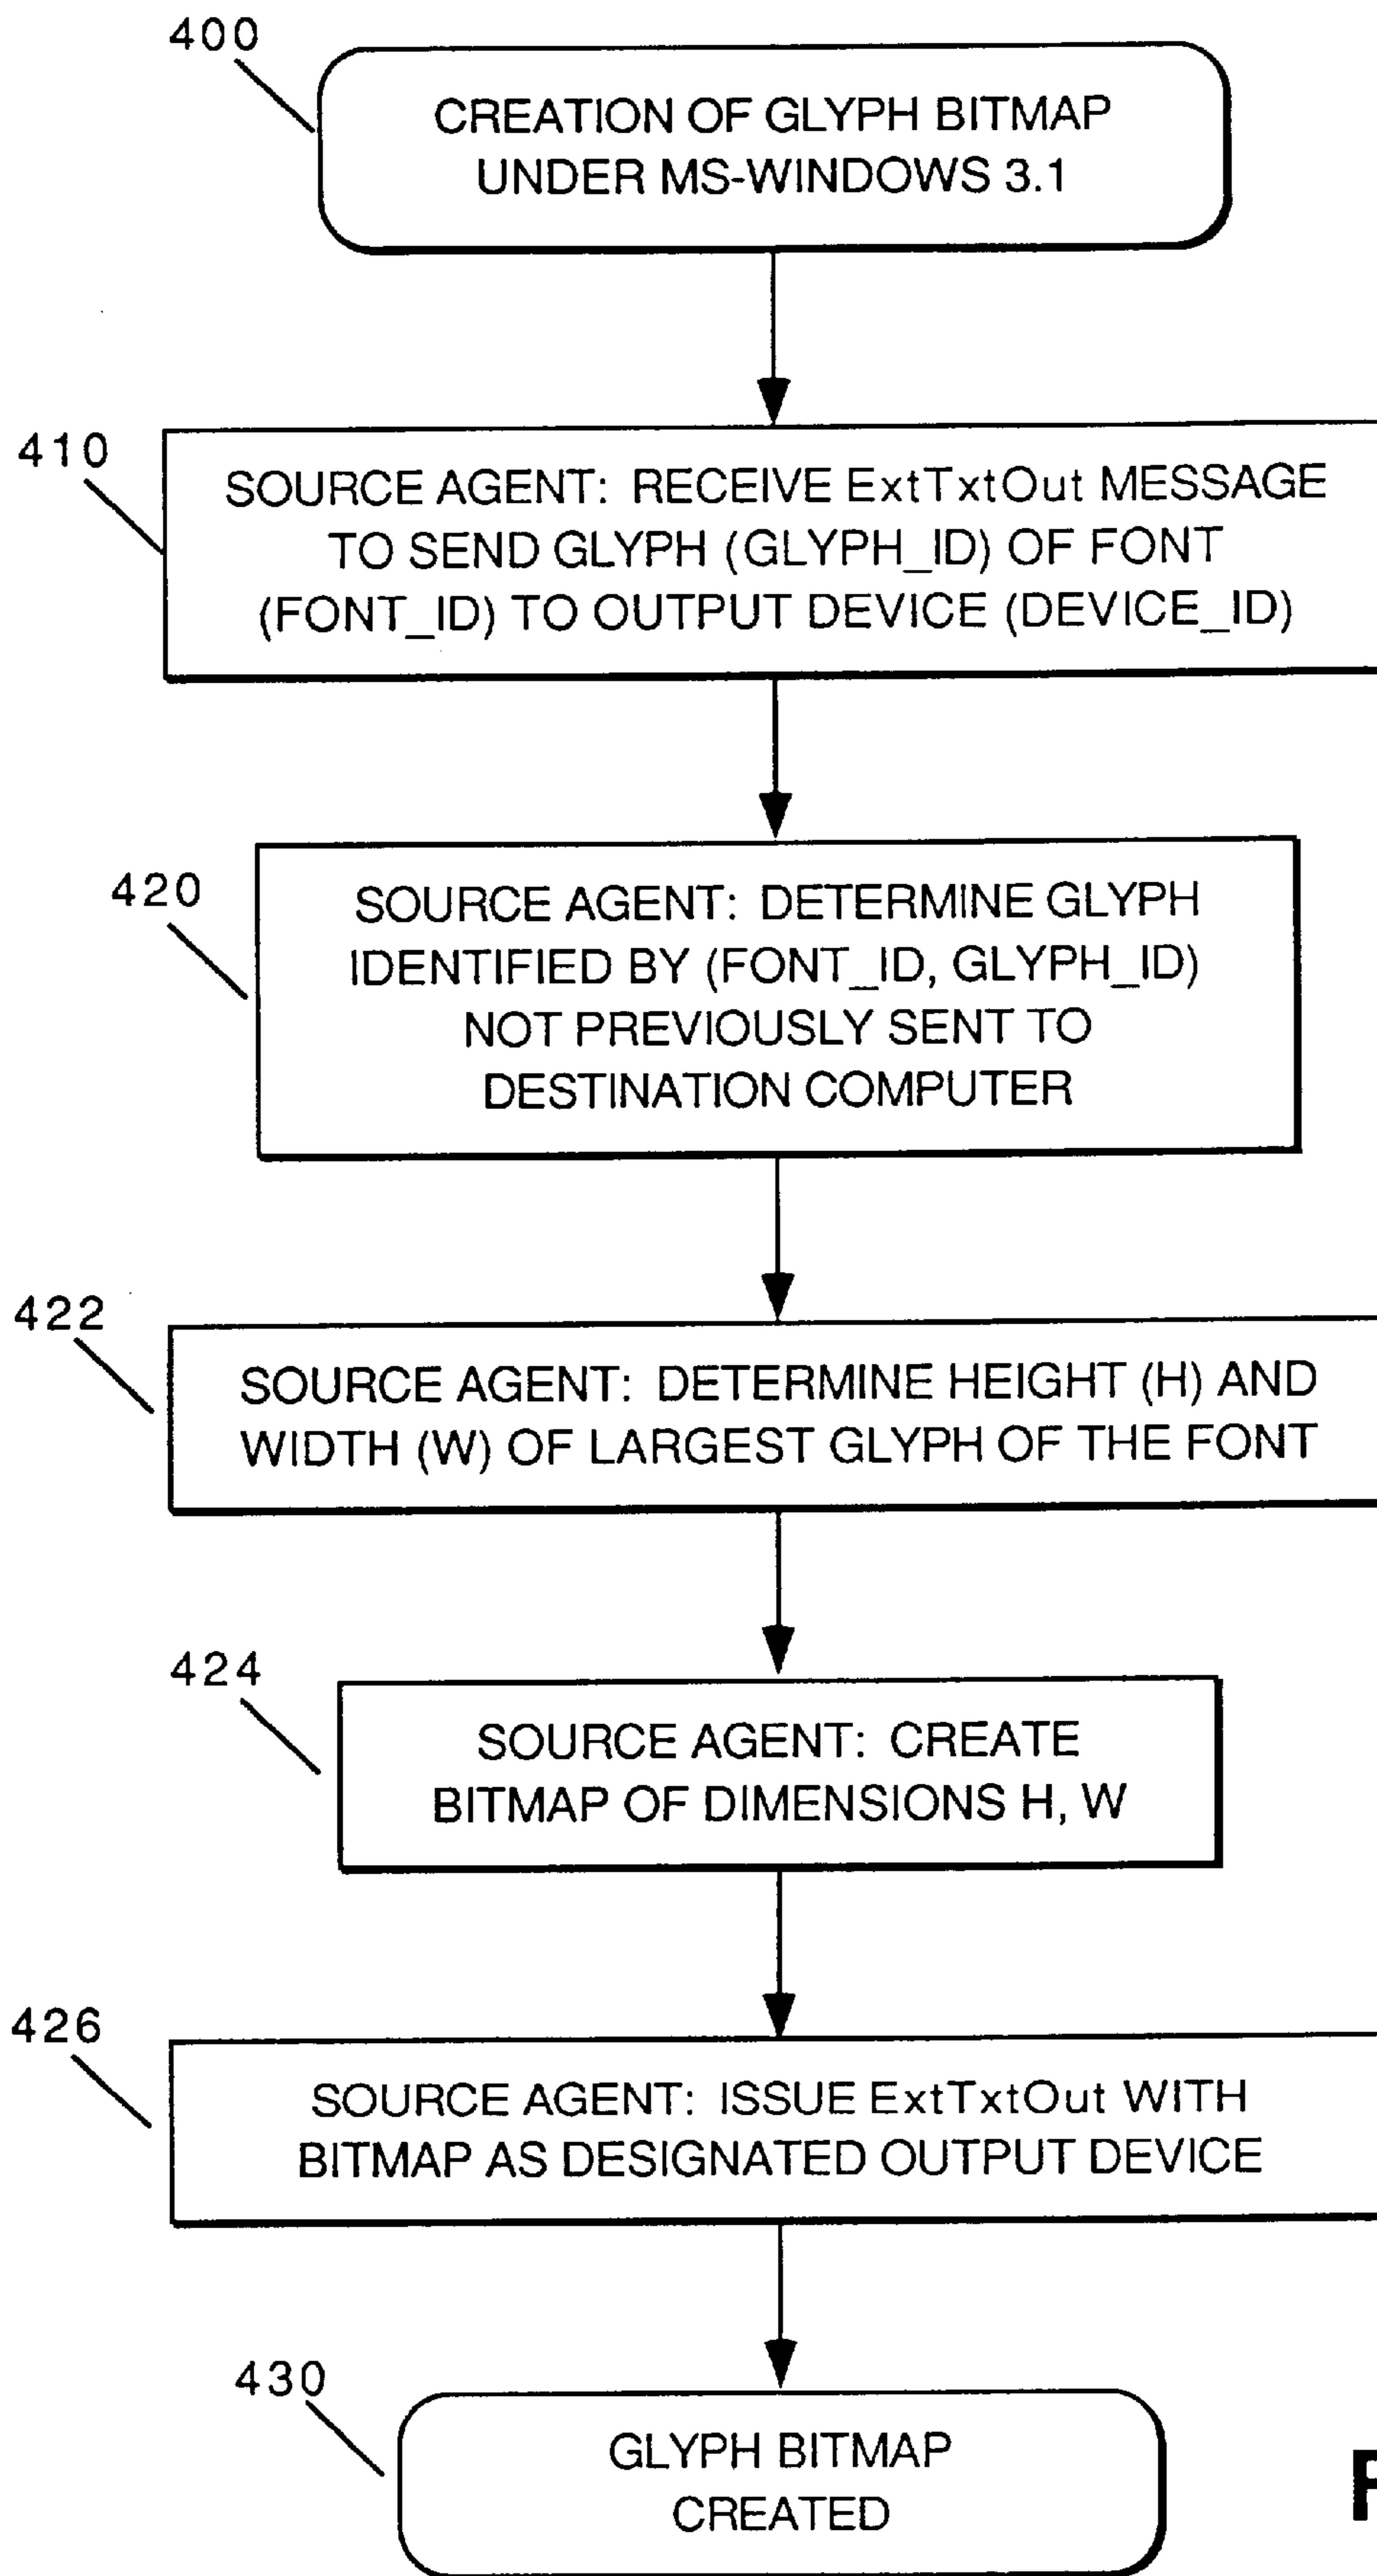 400
CREATION OF GLYPH BITMAP
UNDER MS-WINDOWS 3.1
410
SOURCE AGENT: RECEIVE ExtTxtOut MESSAGE
TO SEND GLYPH (GLYPH_ID) OF FONT
(FONT_ID) TO OUTPUT DEVICE (DEVICE_ID)
420
SOURCE AGENT: DETERMINE GLYPH
IDENTIFIED BY (FONT_ID, GLYPH_ID)
NOT PREVIOUSLY SENT TO
DESTINATION COMPUTER
422
SOURCE AGENT: DETERMINE HEIGHT (H) AND
WIDTH (W) OF LARGEST GLYPH OF THE FONT
424
SOURCE AGENT: CREATE
BITMAP OF DIMENSIONS H, W
426
SOURCE AGENT: ISSUE ExtTxtOut WITH
BITMAP AS DESIGNATED OUTPUT DEVICE
430
GLYPH BITMAP
CREATED